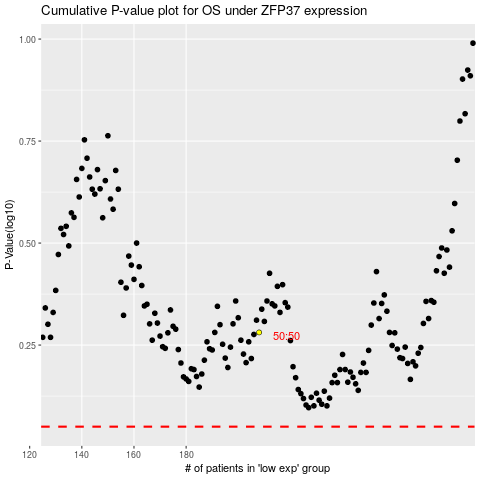 Cumulative P-value plot for OS under ZFP37 expression
P-Value(log10)
1.00
0.75
0.50
0.25
50:50
120 140 160 180
# of patients in 'low exp' group